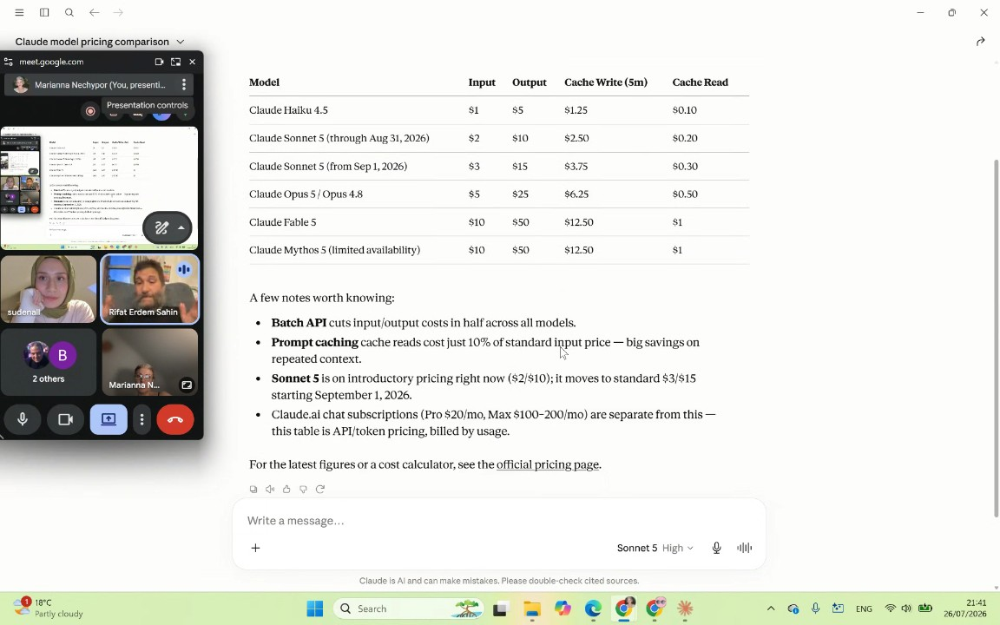 Claude model pricing comparison
meet.google.com
Marianna Nechypor (You, presenti...
Presentation controls
sudenall
Rifat Erdem Sahin
B
2 others
Marianna N...
Model Input Output Cache Write (5m) Cache Read
Claude Haiku 4.5 $1 $5 $1.25 $0.10
Claude Sonnet 5 (through Aug 31, 2026) $2 $10 $2.50 $0.20
Claude Sonnet 5 (from Sep 1, 2026) $3 $15 $3.75 $0.30
Claude Opus 5 / Opus 4.8 $5 $25 $6.25 $0.50
Claude Fable 5 $10 $50 $12.50 $1
Claude Mythos 5 (limited availability) $10 $50 $12.50 $1
A few notes worth knowing:
• Batch API cuts input/output costs in half across all models.
• Prompt caching cache reads cost just 10% of standard input price — big savings on
repeated context.
• Sonnet 5 is on introductory pricing right now ($2/$10); it moves to standard $3/$15
starting September 1, 2026.
• Claude.ai chat subscriptions (Pro $20/mo, Max $100–200/mo) are separate from this —
this table is API/token pricing, billed by usage.
For the latest figures or a cost calculator, see the official pricing page.
Write a message...
Sonnet 5 High
Claude is AI and can make mistakes. Please double-check cited sources.
1
18°C
Partly cloudy
Search
ENG
21:41
26/07/2026